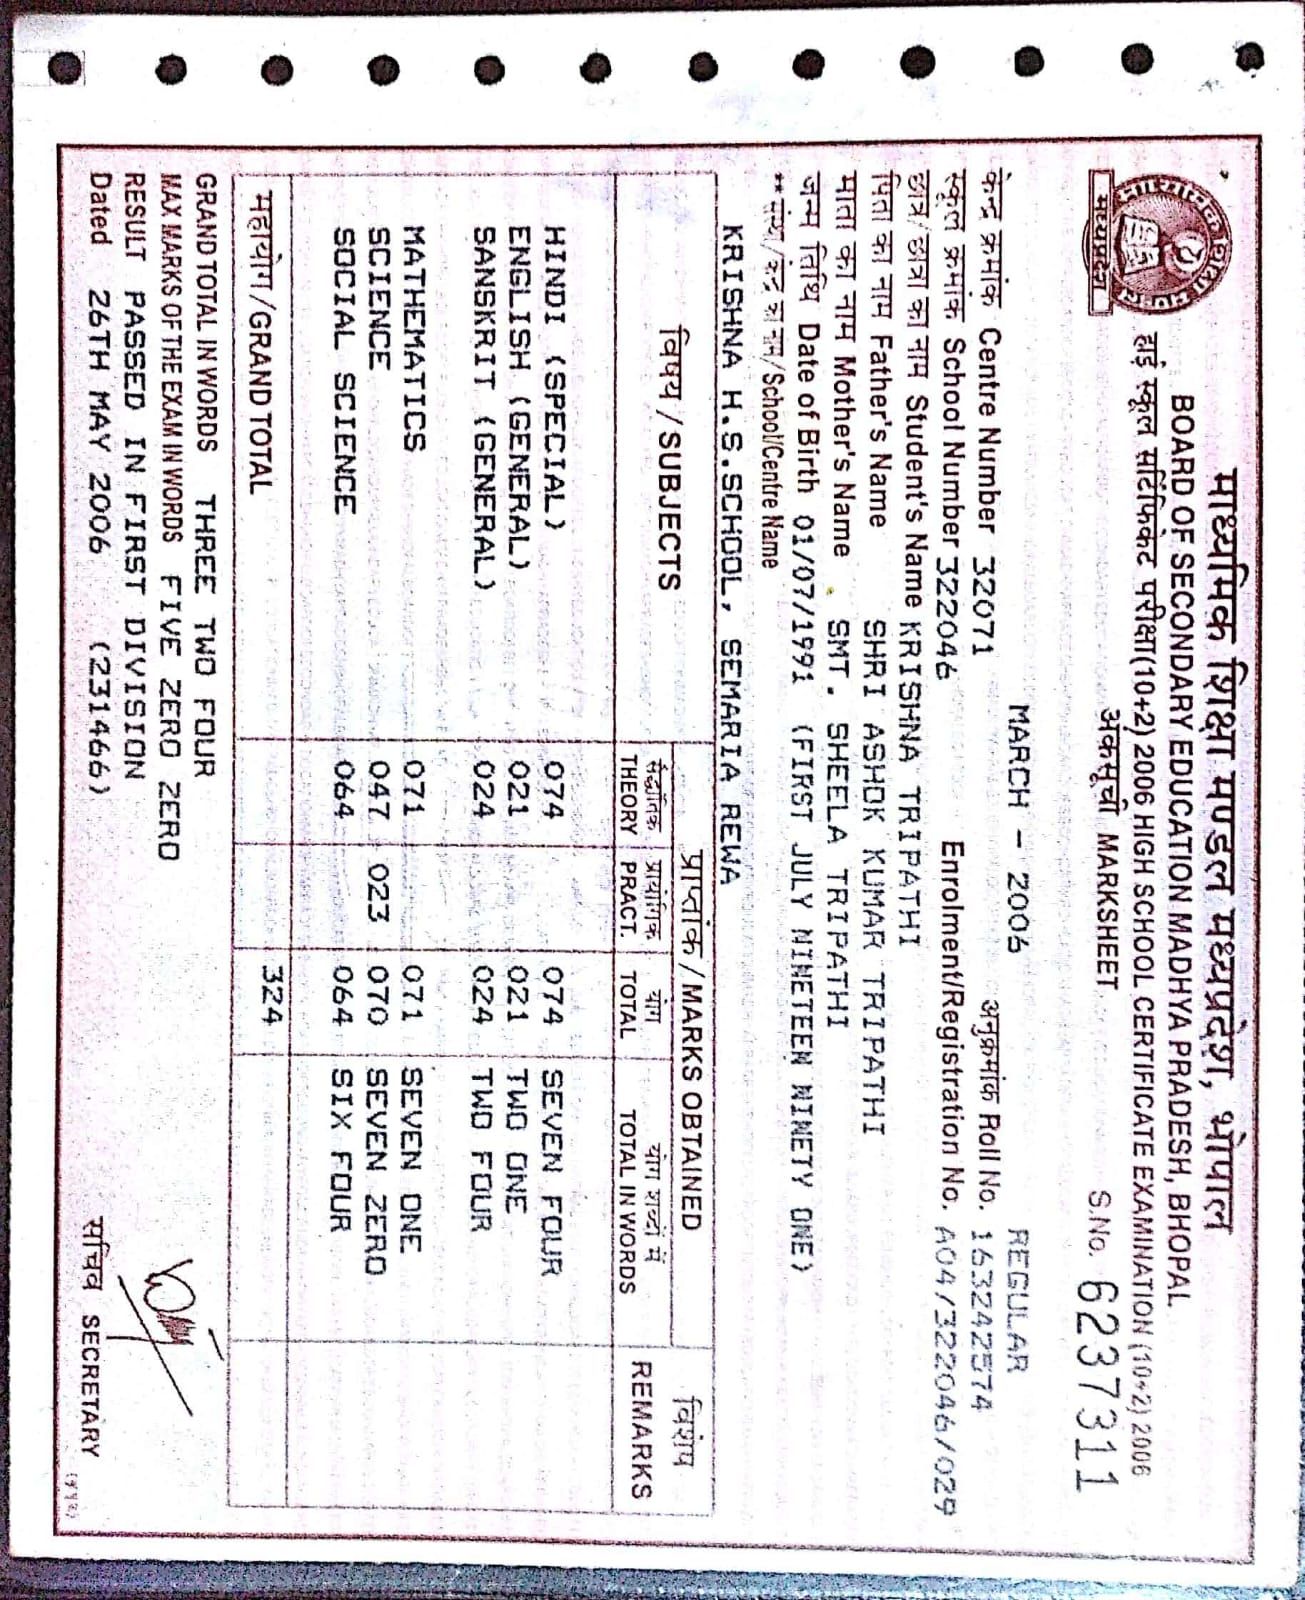 माध्यमिक शिक्षा मण्डल मध्यप्रदेश, भोपाल
BOARD OF SECONDARY EDUCATION MADHYA PRADESH, BHOPAL
हाई स्कूल सर्टिफिकेट परीक्षा (10+2) 2006 HIGH SCHOOL CERTIFICATE EXAMINATION (10+2) 2006
माध्यमिक शिक्षा मण्डल
मध्यप्रदेश
अंकसूची MARKSHEET S.No. 6237311
MARCH - 2006 REGULAR
केन्द्र क्रमांक Centre Number 32071 अनुक्रमांक Roll No. 163242574
स्कूल क्रमांक School Number 322046 Enrolment/Registration No. A04/322046/029
छात्र/छात्रा का नाम Student's Name KRISHNA TRIPATHI
पिता का नाम Father's Name SHRI ASHOK KUMAR TRIPATHI
माता का नाम Mother's Name SMT. SHEELA TRIPATHI
जन्म तिथि Date of Birth 01/07/1991 (FIRST JULY NINETEEN NINETY ONE)
** संस्था/केन्द्र का नाम/School/Centre Name
KRISHNA H.S.SCHOOL, SEMARIA REWA
विषय/SUBJECTS प्राप्तांक/MARKS OBTAINED विशेष REMARKS
सैद्धांतिक THEORY प्रायोगिक PRACT. योग TOTAL योग शब्दों में TOTAL IN WORDS
HINDI (SPECIAL) 074 074 SEVEN FOUR
ENGLISH (GENERAL) 021 021 TWO ONE
SANSKRIT (GENERAL) 024 024 TWO FOUR
MATHEMATICS 071 071 SEVEN ONE
SCIENCE 047 023 070 SEVEN ZERO
SOCIAL SCIENCE 064 064 SIX FOUR
महायोग/GRAND TOTAL 324
GRAND TOTAL IN WORDS THREE TWO FOUR
MAX MARKS OF THE EXAM IN WORDS FIVE ZERO ZERO
RESULT PASSED IN FIRST DIVISION
Dated 26TH MAY 2006 (231466) सचिव SECRETARY